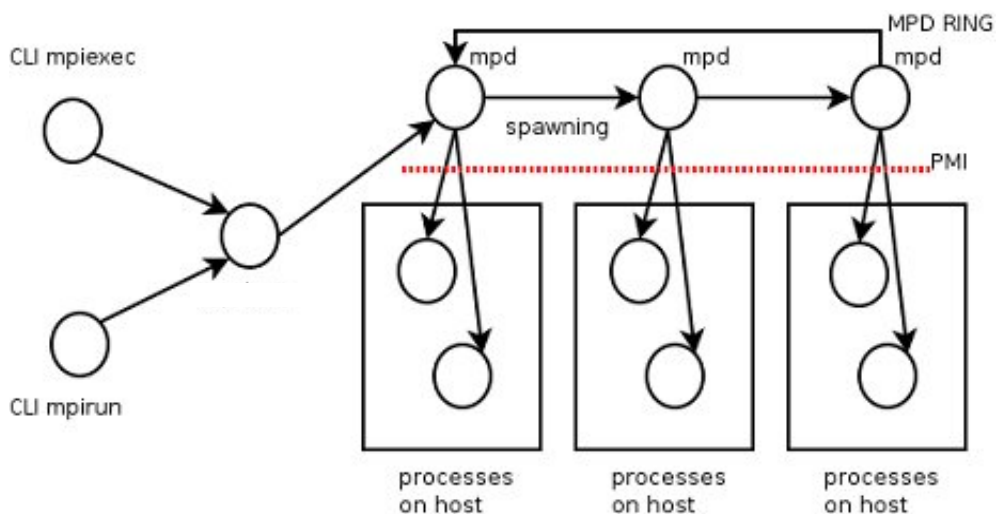 MPD RING
CLI mpiexec
mpd
mpd
mpd
spawning
PMI
CLI mpirun
processes
on host
processes
on host
processes
on host